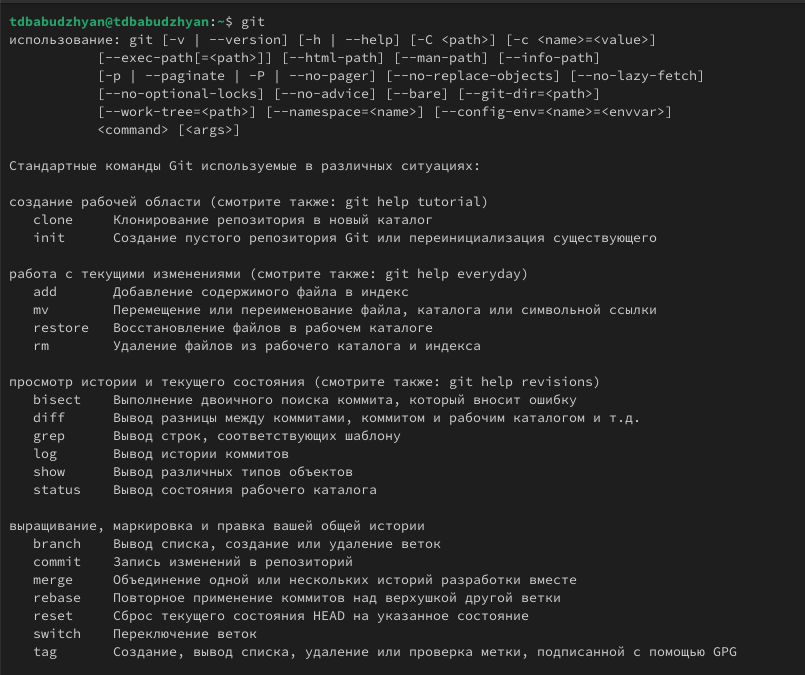 tdbabudzhyan@tdbabudzhyan:~$ git
использование: git [-v | --version] [-h | --help] [-C <path>] [-c <name>=<value>]
           [--exec-path[=<path>]] [--html-path] [--man-path] [--info-path]
           [-p | --paginate | -P | --no-pager] [--no-replace-objects] [--no-lazy-fetch]
           [--no-optional-locks] [--no-advice] [--bare] [--git-dir=<path>]
           [--work-tree=<path>] [--namespace=<name>] [--config-env=<name>=<envvar>]
           <command> [<args>]

Стандартные команды Git используемые в различных ситуациях:

создание рабочей области (смотрите также: git help tutorial)
   clone     Клонирование репозитория в новый каталог
   init      Создание пустого репозитория Git или переинициализация существующего

работа с текущими изменениями (смотрите также: git help everyday)
   add       Добавление содержимого файла в индекс
   mv        Перемещение или переименование файла, каталога или символьной ссылки
   restore   Восстановление файлов в рабочем каталоге
   rm        Удаление файлов из рабочего каталога и индекса

просмотр истории и текущего состояния (смотрите также: git help revisions)
   bisect    Выполнение двоичного поиска коммита, который вносит ошибку
   diff      Вывод разницы между коммитами, коммитом и рабочим каталогом и т.д.
   grep      Вывод строк, соответствующих шаблону
   log       Вывод истории коммитов
   show      Вывод различных типов объектов
   status    Вывод состояния рабочего каталога

выращивание, маркировка и правка вашей общей истории
   branch    Вывод списка, создание или удаление веток
   commit    Запись изменений в репозиторий
   merge     Объединение одной или нескольких историй разработки вместе
   rebase    Повторное применение коммитов над верхушкой другой ветки
   reset     Сброс текущего состояния HEAD на указанное состояние
   switch    Переключение веток
   tag       Создание, вывод списка, удаление или проверка метки, подписанной с помощью GPG